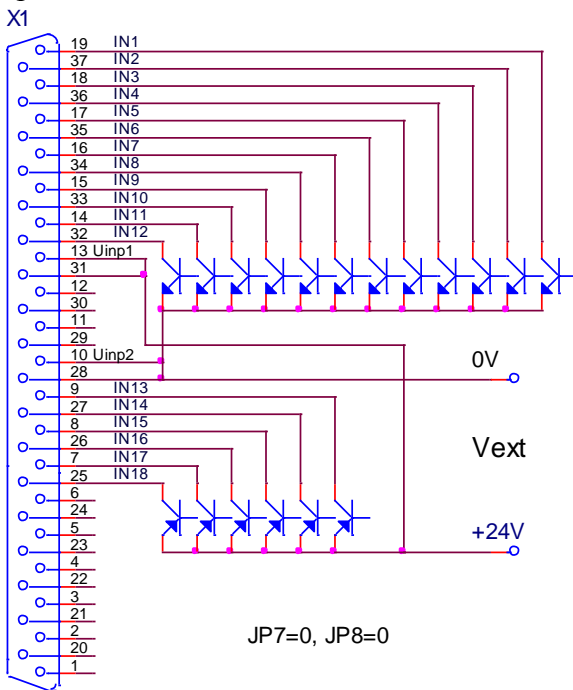 X1
19 IN1
37 IN2
18 IN3
36 IN4
17 IN5
35 IN6
16 IN7
34 IN8
15 IN9
33 IN10
14 IN11
32 IN12
13 Uinp1
31
12
30
11
29
10 Uinp2
0V
28
9 IN13
27 IN14
8 IN15
Vext
26 IN16
7 IN17
25 IN18
6
24
5
+24V
23
4
22
3
21
2
JP7=0, JP8=0
20
1